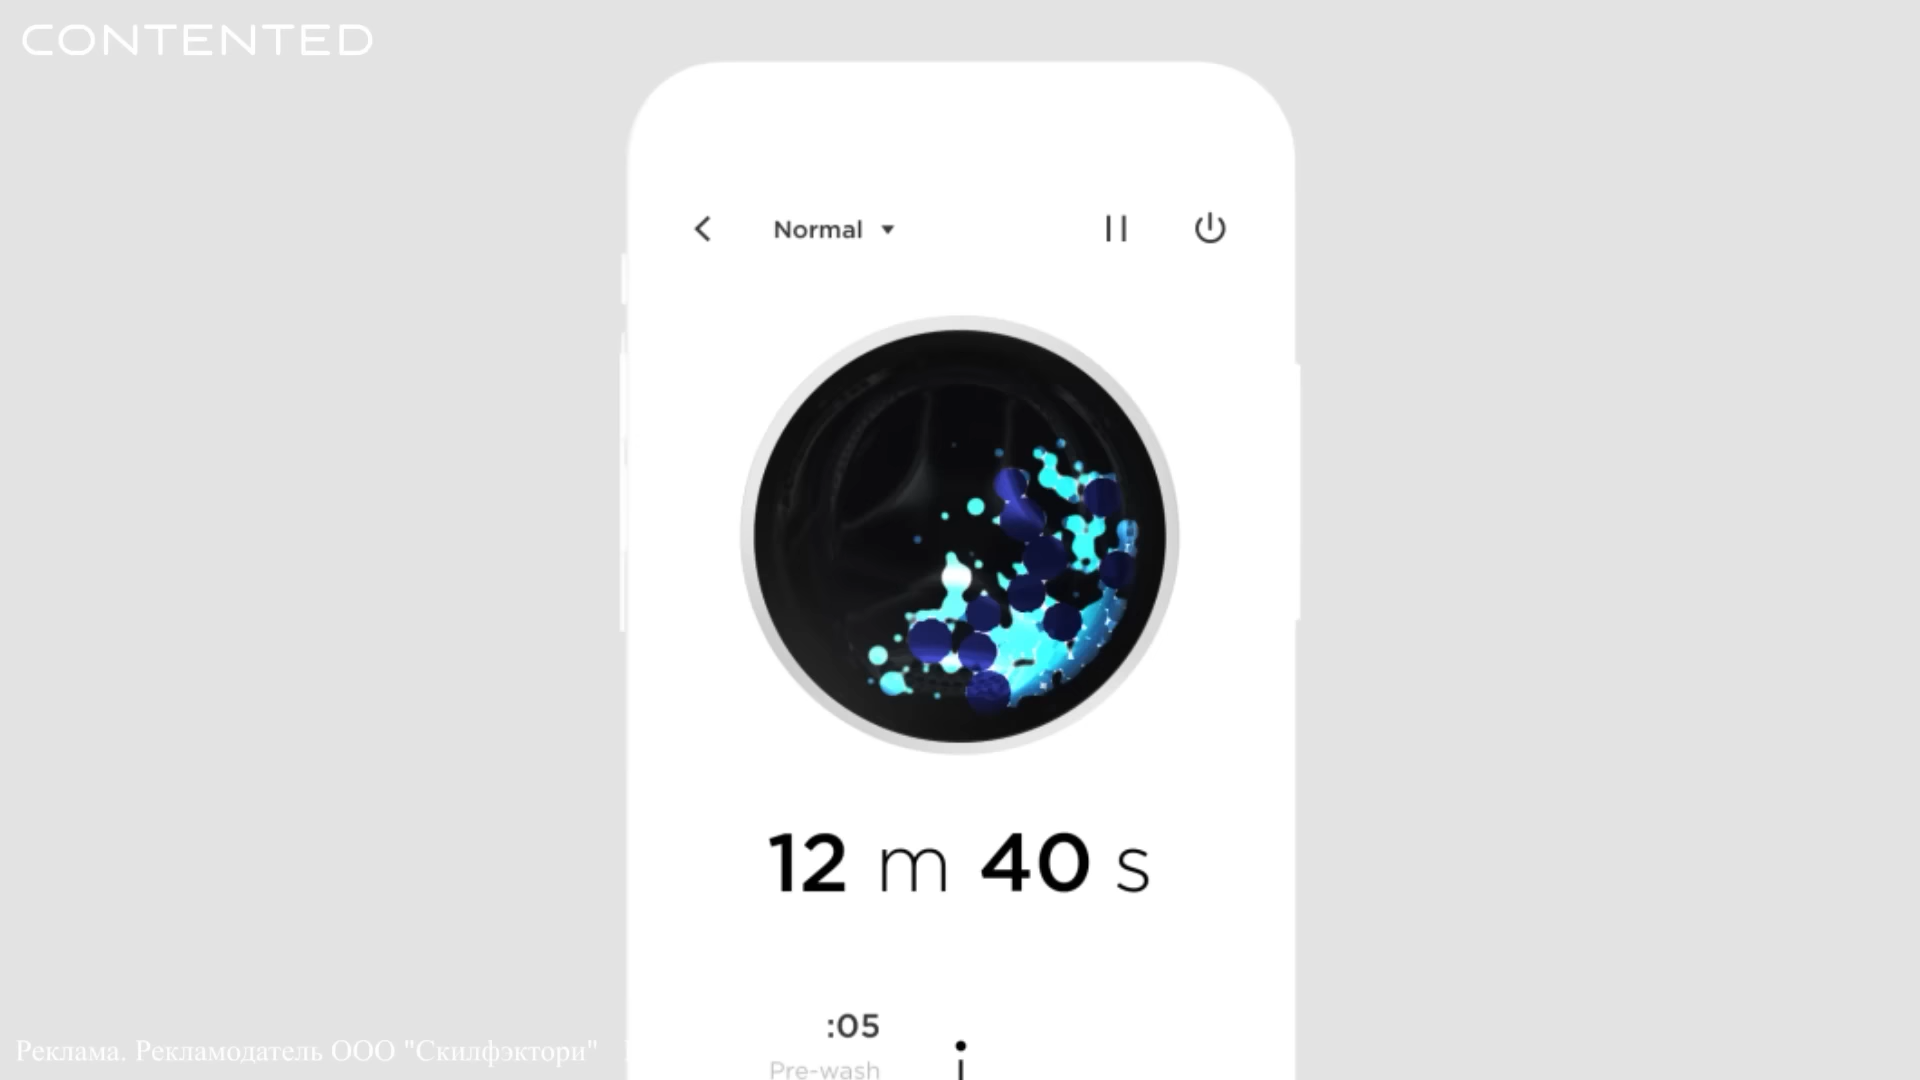 CONTENTED
Normal
12 m 40 s
:05
Pre-wash
Реклама. Рекламодатель ООО "Скилфэктори"